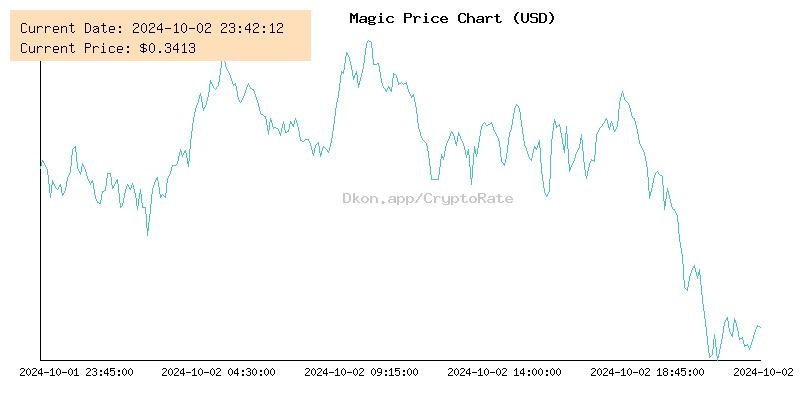 Magic Price Chart (USD)
Current Date: 2024-10-02 23:42:12
Current Price: $0.3413
Dkon.app/CryptoRate
2024-10-01 23:45:00 2024-10-02 04:30:00 2024-10-02 09:15:00 2024-10-02 14:00:00 2024-10-02 18:45:00 2024-10-02